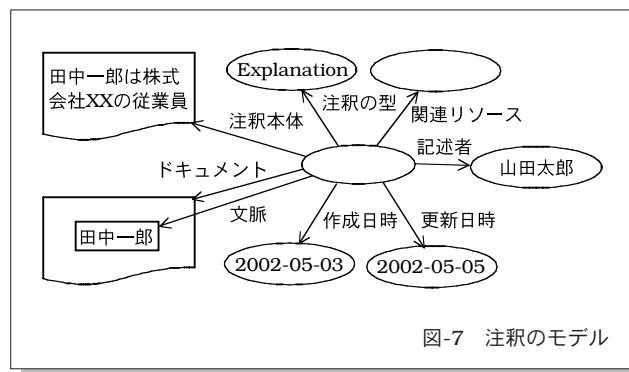 田中一郎は株式
会社XXの従業員
Explanation
注釈の型
関連リソース
注釈本体
記述者
山田太郎
ドキュメント
文脈
田中一郎
作成日時
更新日時
2002-05-03
2002-05-05
図-7 注釈のモデル